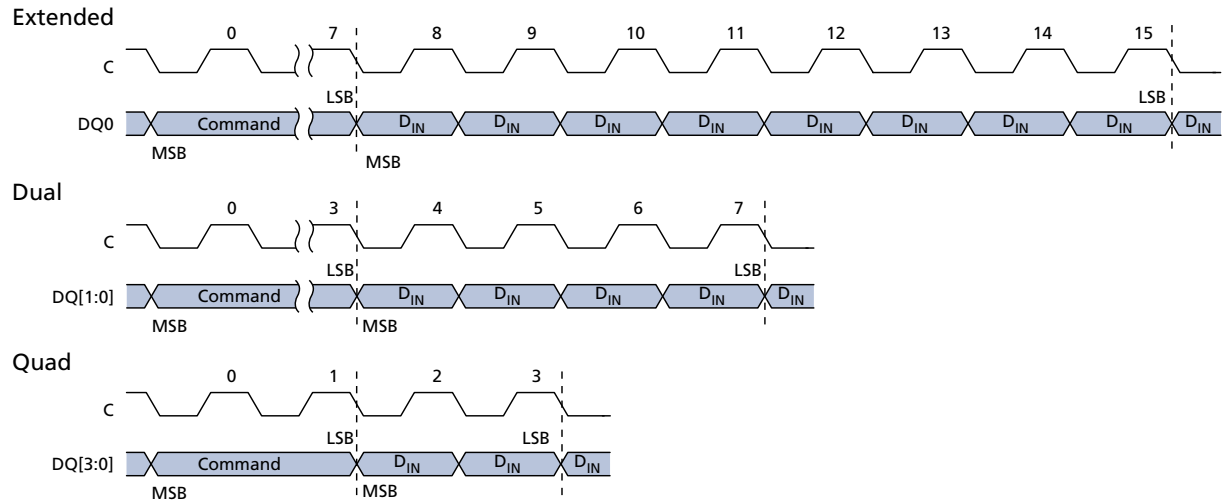 Extended
0 7 8 9 10 11 12 13 14 15
C
LSB LSB
DQ0 Command DIN DIN DIN DIN DIN DIN DIN DIN DIN
MSB MSB
Dual
0 3 4 5 6 7
C
LSB LSB
DQ[1:0] Command DIN DIN DIN DIN DIN
MSB MSB
Quad
0 1 2 3
C
LSB LSB
DQ[3:0] Command DIN DIN DIN
MSB MSB